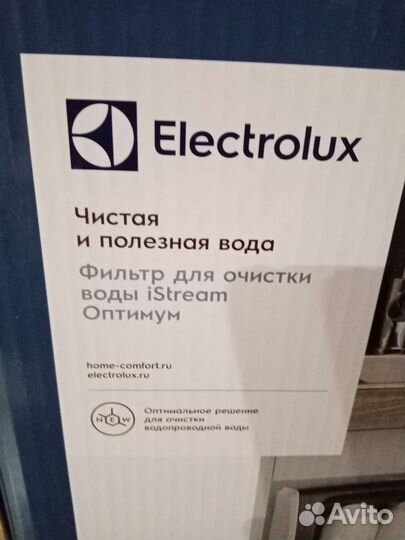 Electrolux
Чистая
и полезная вода
Фильтр для очистки
воды iStream
Оптимум
home-comfort.ru
electrolux.ru
NEW
Оптимальное решение
для очистки
водопроводной воды
Avito